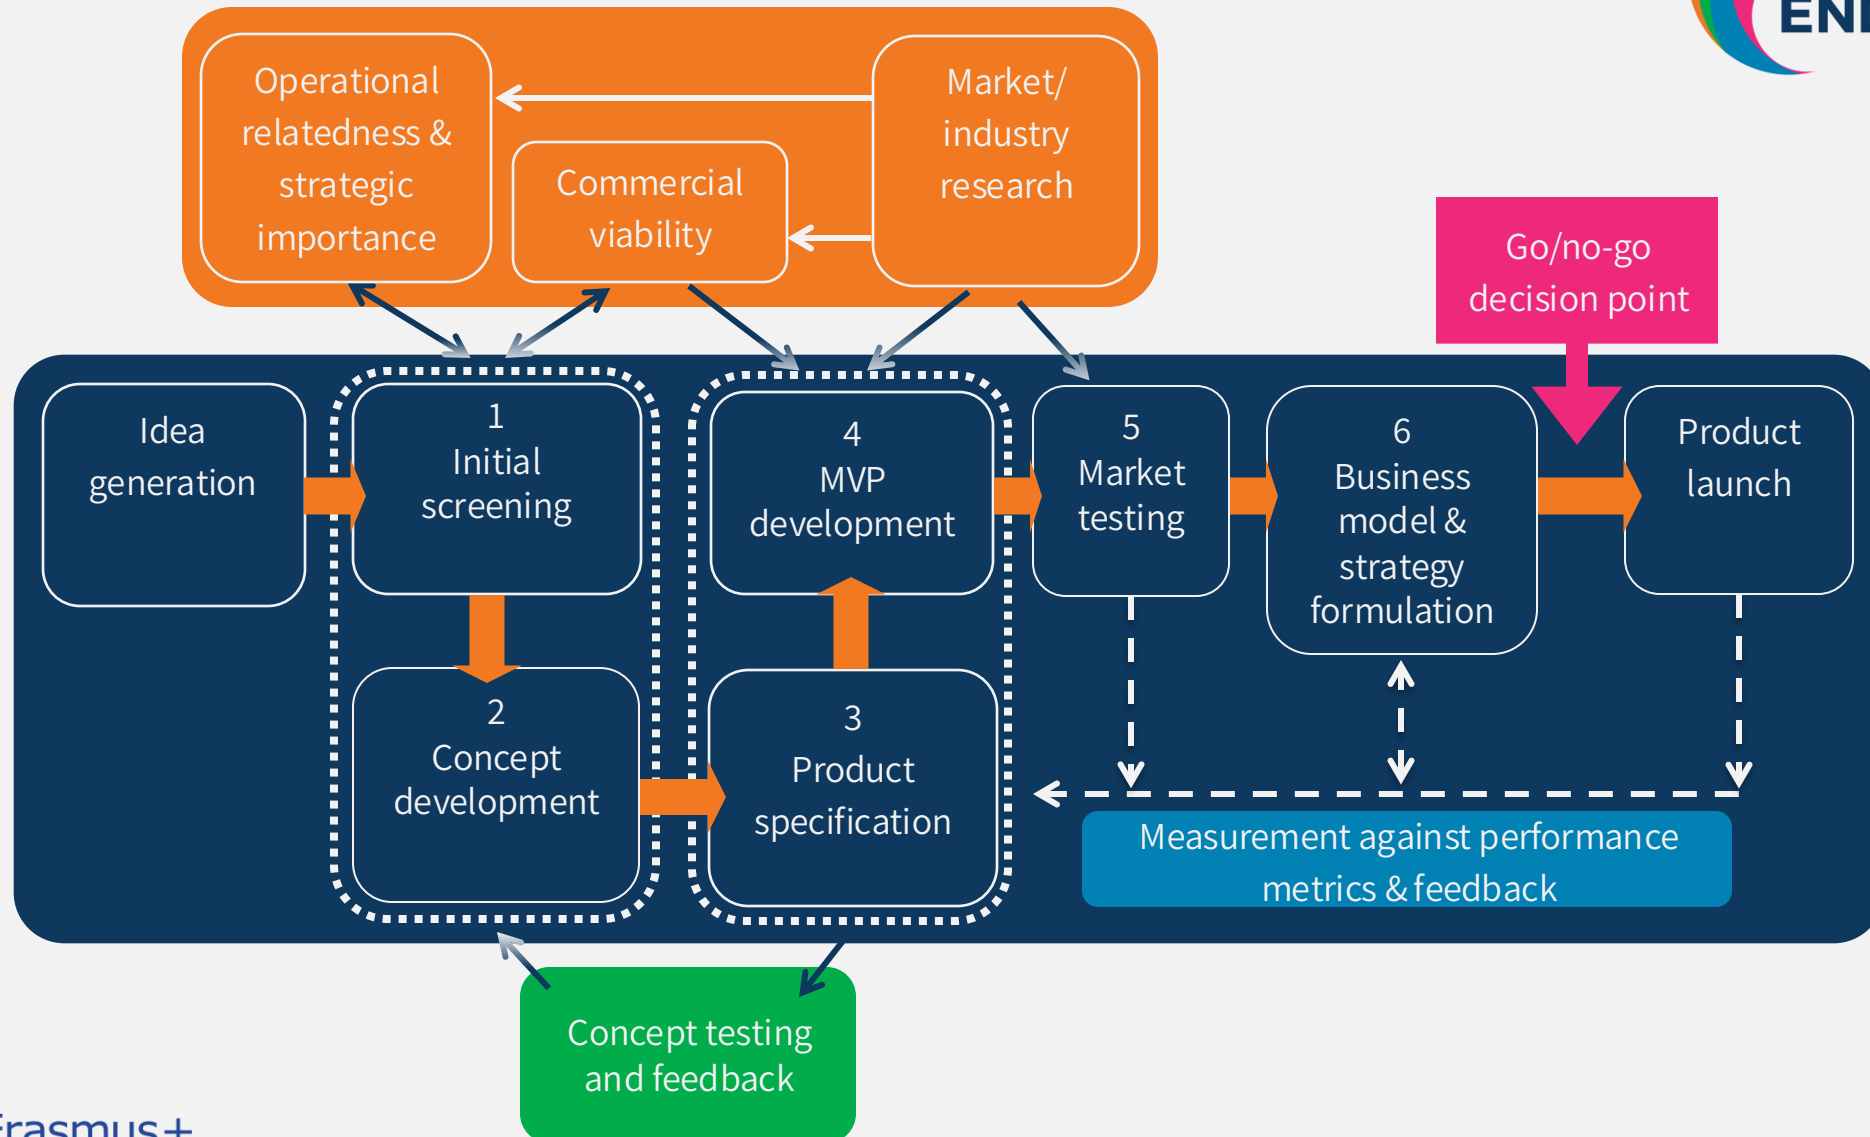 ENE
Operational
relatedness &
strategic
importance
Commercial
viability
Market/
industry
research
Go/no-go
decision point
Idea
generation
1
Initial
screening
4
MVP
development
5
Market
testing
6
Business
model &
strategy
formulation
Product
launch
2
Concept
development
3
Product
specification
Measurement against performance
metrics & feedback
Concept testing
and feedback
Erasmus+